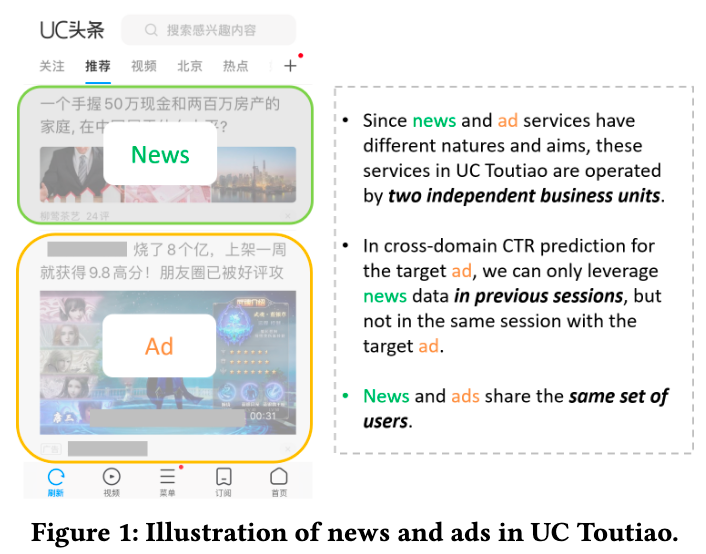 UC头条
搜索感兴趣内容
关注 推荐 视频 北京 热点 +
一个手握50万现金和两百万房产的
家庭, 在中
News
柳莺茶艺 24评
烧了8个亿，上架一周
就获得9.8高分！朋友圈已被好评攻
Ad
00:31
广告
刷新 视频 菜单 订阅 首页
• Since news and ad services have
different natures and aims, these
services in UC Toutiao are operated
by two independent business units.
• In cross-domain CTR prediction for
the target ad, we can only leverage
news data in previous sessions, but
not in the same session with the
target ad.
• News and ads share the same set of
users.
Figure 1: Illustration of news and ads in UC Toutiao.